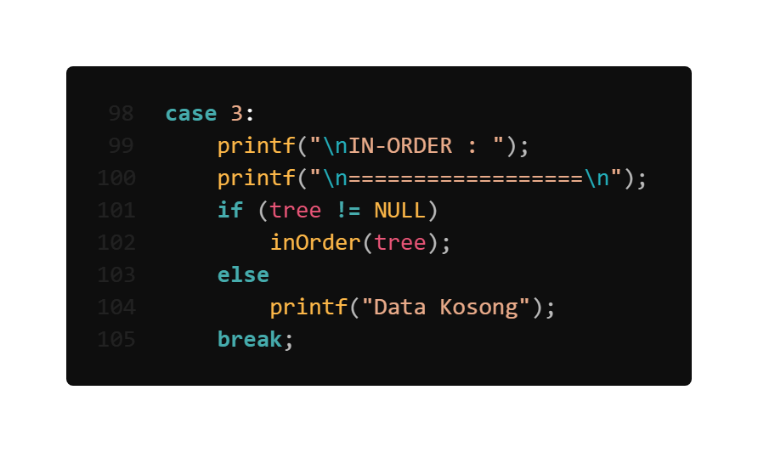 98 case 3:
99 printf("\nIN-ORDER : ");
100 printf("\n==================\n");
101 if (tree != NULL)
102 inOrder(tree);
103 else
104 printf("Data Kosong");
105 break;